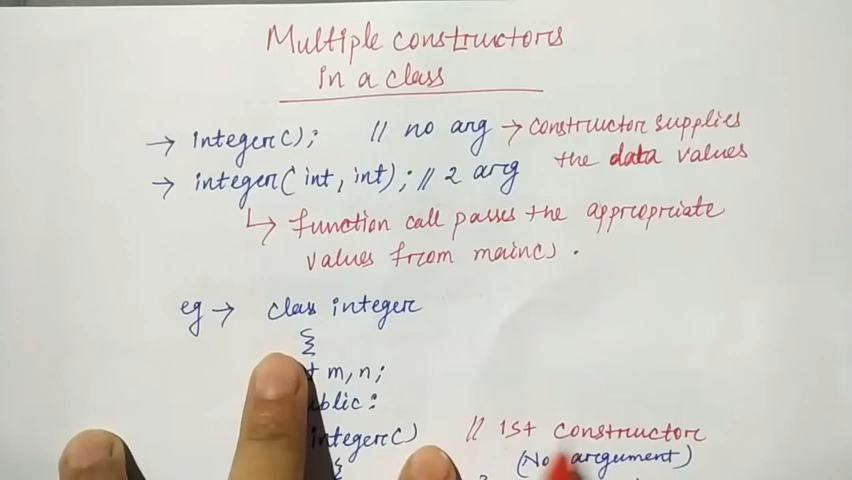 Multiple constructors
in a class
→ integer(); // no arg → constructor supplies
the data values
→ integer(int, int); // 2 arg
↳ function call passes the appropriate
values from main().
eg → class integer
{
m, n;
integer() // 1st constructor
(No argument)
{